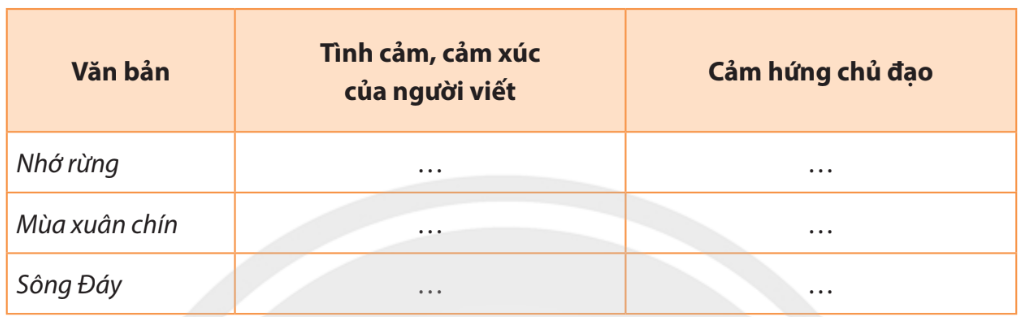 Văn bản
Tình cảm, cảm xúc
của người viết
Cảm hứng chủ đạo
Nhớ rừng
...
...
Mùa xuân chín
...
...
Sông Đáy
...
...